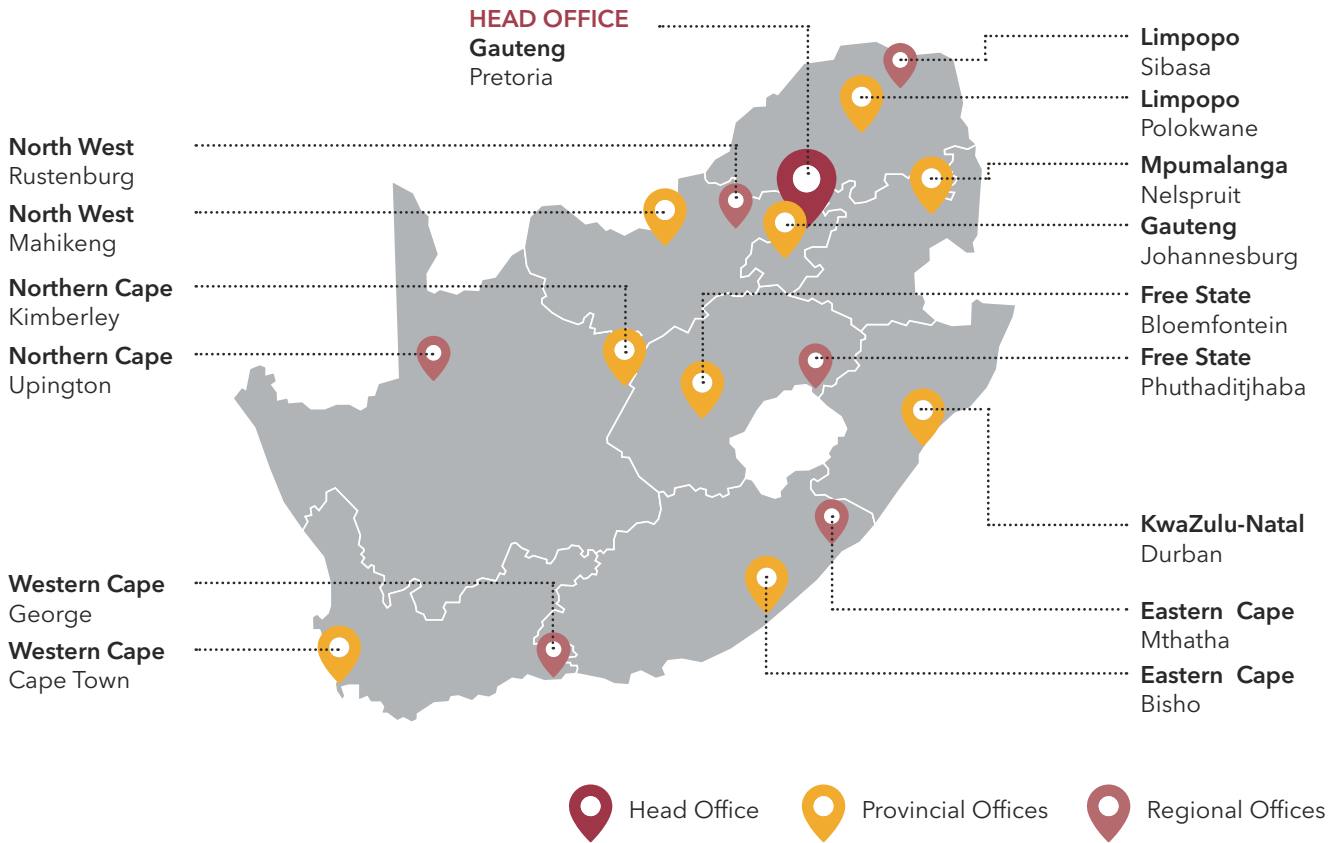 HEAD OFFICE
Gauteng
Pretoria
North West
Rustenburg
North West
Mahikeng
Northern Cape
Kimberley
Northern Cape
Upington
Western Cape
George
Western Cape
Cape Town
Limpopo
Sibasa
Limpopo
Polokwane
Mpumalanga
Nelspruit
Gauteng
Johannesburg
Free State
Bloemfontein
Free State
Phuthaditjhaba
KwaZulu-Natal
Durban
Eastern Cape
Mthatha
Eastern Cape
Bisho
Head Office
Provincial Offices
Regional Offices